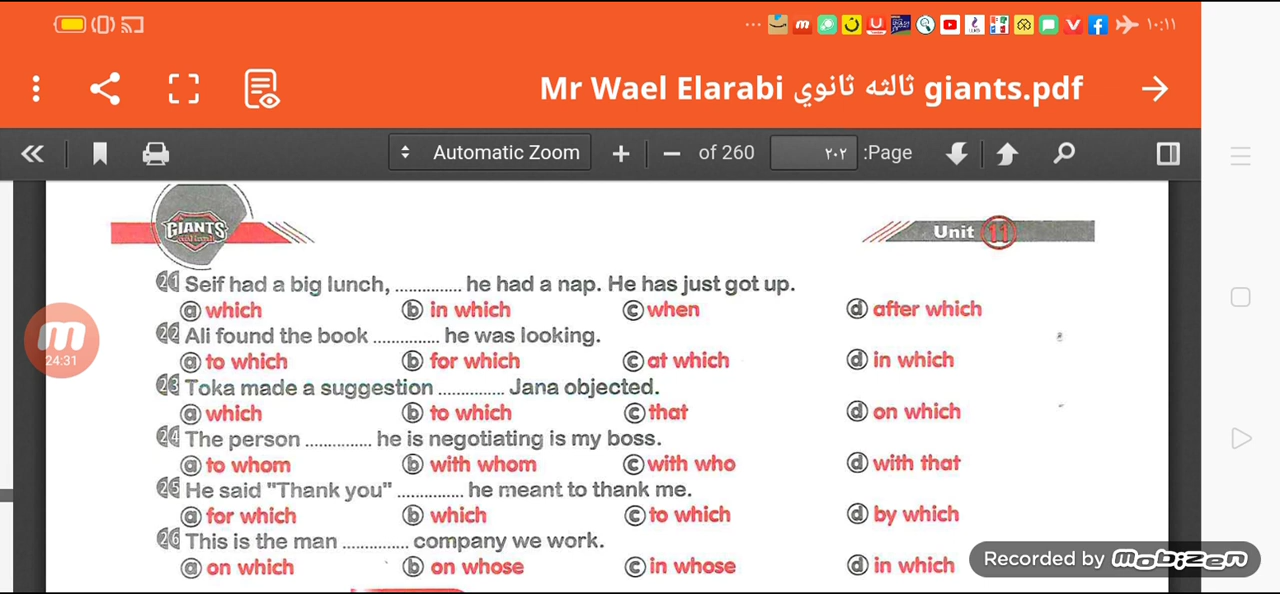 ١٠:١١
Mr Wael Elarabi ثالثه ثانوي giants.pdf
Automatic Zoom of 260 ٢٠٢ :Page
GIANTS
Unit 11
21 Seif had a big lunch, .............. he had a nap. He has just got up.
a which b in which c when d after which
22 Ali found the book .............. he was looking.
a to which b for which c at which d in which
23 Toka made a suggestion .............. Jana objected.
a which b to which c that d on which
24 The person .............. he is negotiating is my boss.
a to whom b with whom c with who d with that
25 He said "Thank you" .............. he meant to thank me.
a for which b which c to which d by which
26 This is the man .............. company we work.
a on which b on whose c in whose d in which
m
24:31
Recorded by mobizen